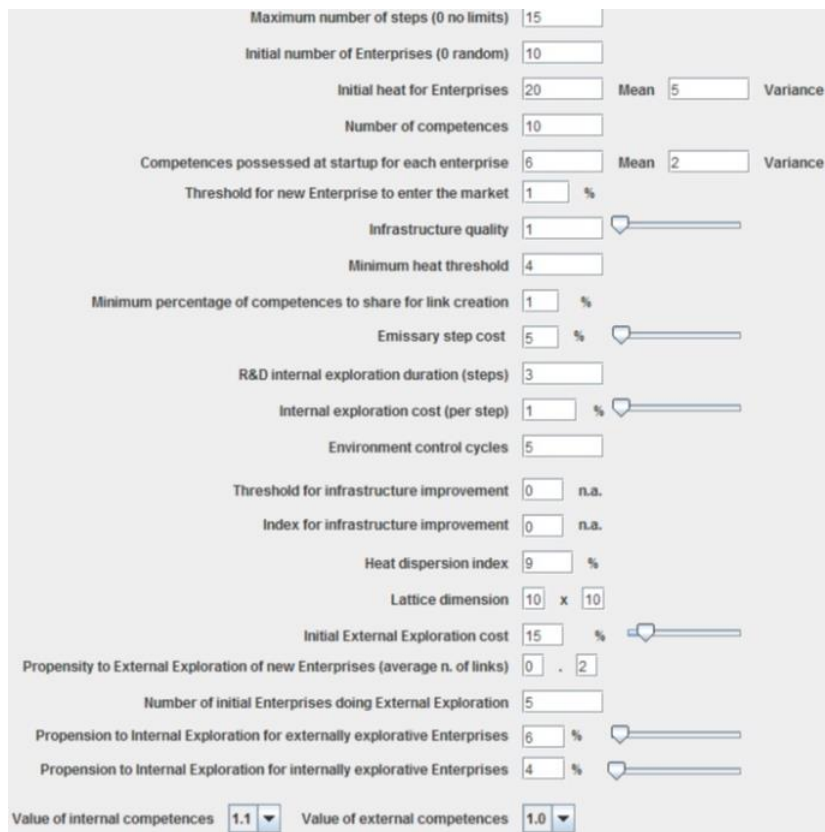 Maximum number of steps (0 no limits) 15
Initial number of Enterprises (0 random) 10
Initial heat for Enterprises 20 Mean 5 Variance
Number of competences 10
Competences possessed at startup for each enterprise 6 Mean 2 Variance
Threshold for new Enterprise to enter the market 1 %
Infrastructure quality 1
Minimum heat threshold 4
Minimum percentage of competences to share for link creation 1 %
Emissary step cost 5 %
R&D internal exploration duration (steps) 3
Internal exploration cost (per step) 1 %
Environment control cycles 5
Threshold for infrastructure improvement 0 n.a.
Index for infrastructure improvement 0 n.a.
Heat dispersion index 9 %
Lattice dimension 10 x 10
Initial External Exploration cost 15 %
Propensity to External Exploration of new Enterprises (average n. of links) 0 . 2
Number of initial Enterprises doing External Exploration 5
Propension to Internal Exploration for externally explorative Enterprises 6 %
Propension to Internal Exploration for internally explorative Enterprises 4 %
Value of internal competences 1.1 Value of external competences 1.0